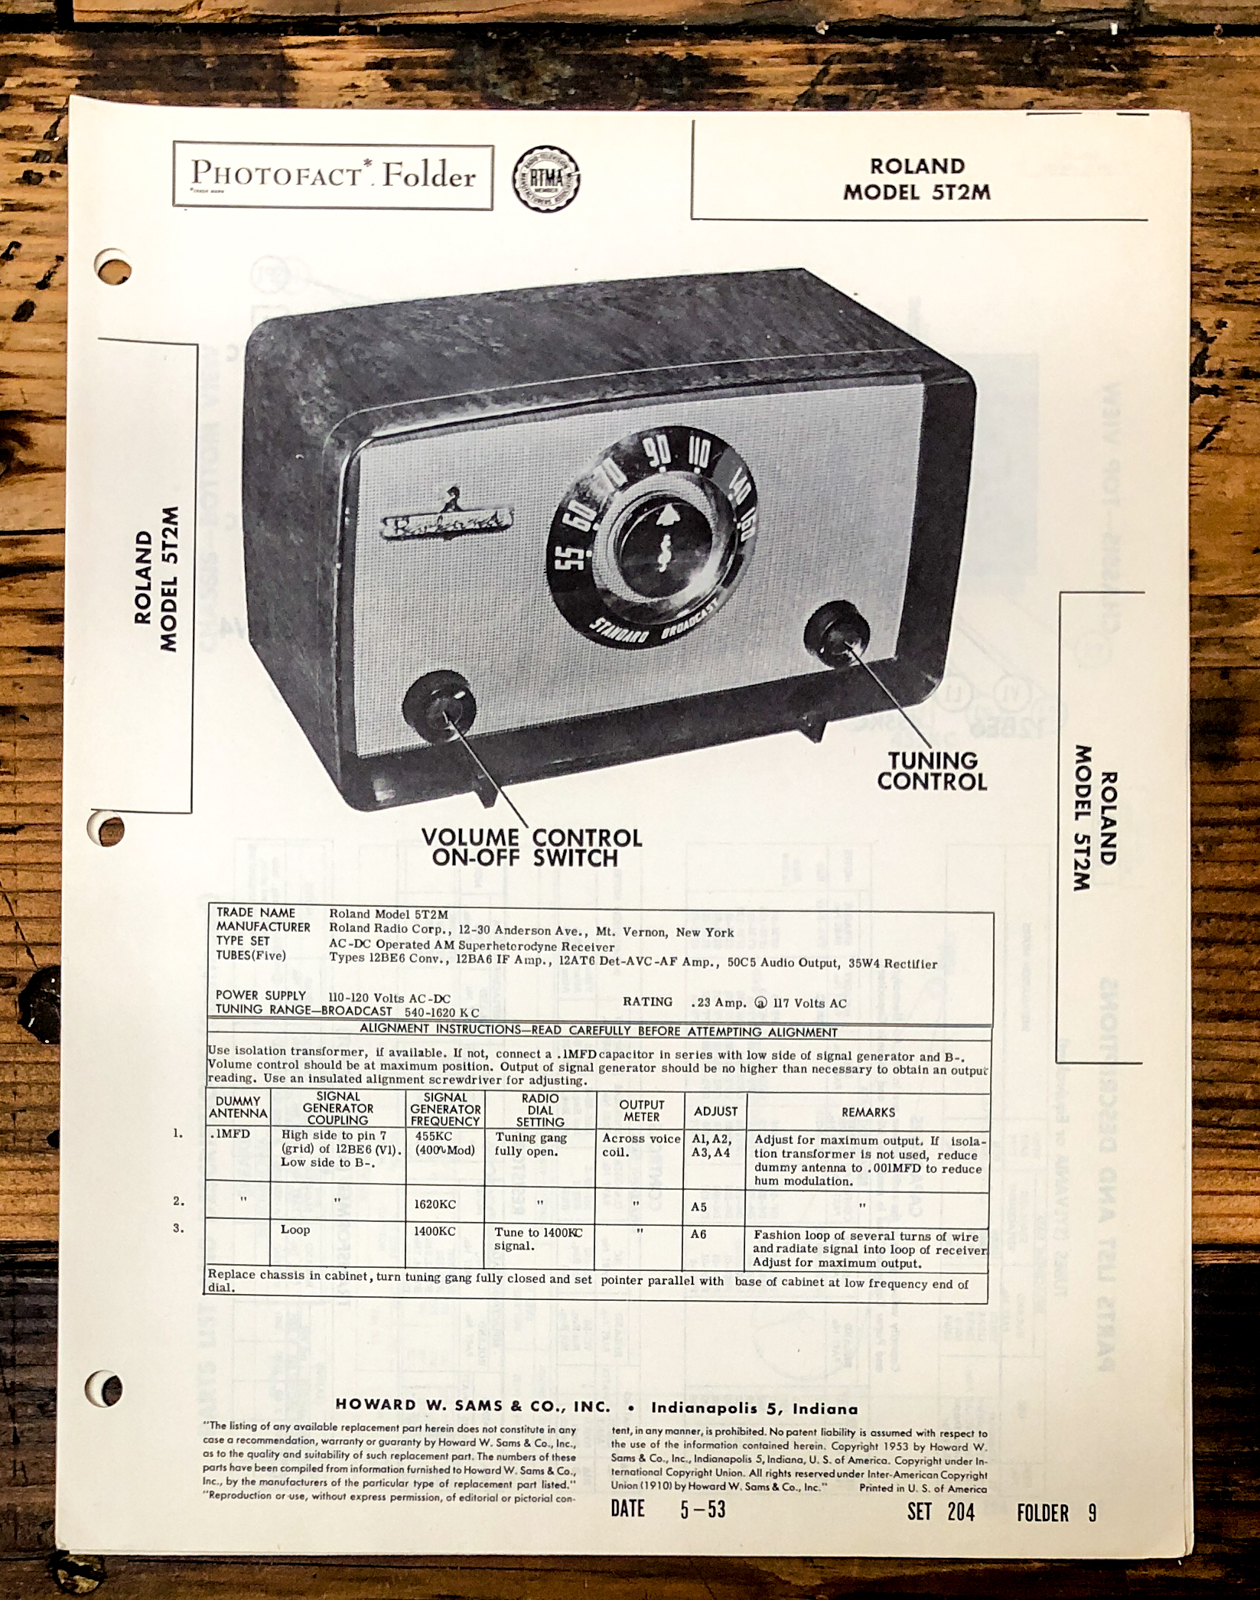 PHOTOFACT* Folder
*TRADE MARK
RTMA
MEMBER
ROLAND
MODEL 5T2M
ROLAND
MODEL 5T2M
ROLAND
MODEL 5T2M
55 60 70 90 110 140 160
STANDARD BROADCAST
TUNING
CONTROL
VOLUME CONTROL
ON-OFF SWITCH
TRADE NAME Roland Model 5T2M
MANUFACTURER Roland Radio Corp., 12-30 Anderson Ave., Mt. Vernon, New York
TYPE SET AC-DC Operated AM Superheterodyne Receiver
TUBES(Five) Types 12BE6 Conv., 12BA6 IF Amp., 12AT6 Det-AVC-AF Amp., 50C5 Audio Output, 35W4 Rectifier
POWER SUPPLY 110-120 Volts AC-DC RATING .23 Amp. @ 117 Volts AC
TUNING RANGE—BROADCAST 540-1620 KC
ALIGNMENT INSTRUCTIONS—READ CAREFULLY BEFORE ATTEMPTING ALIGNMENT
Use isolation transformer, if available. If not, connect a .1MFD capacitor in series with low side of signal generator and B-.
Volume control should be at maximum position. Output of signal generator should be no higher than necessary to obtain an output
reading. Use an insulated alignment screwdriver for adjusting.
DUMMY
ANTENNA
SIGNAL
GENERATOR
COUPLING
SIGNAL
GENERATOR
FREQUENCY
RADIO
DIAL
SETTING
OUTPUT
METER
ADJUST
REMARKS
1.
.1MFD
High side to pin 7
(grid) of 12BE6 (V1).
Low side to B-.
455KC
(400∿Mod)
Tuning gang
fully open.
Across voice
coil.
A1, A2,
A3, A4
Adjust for maximum output. If isola-
tion transformer is not used, reduce
dummy antenna to .001MFD to reduce
hum modulation.
2.
" " 1620KC " " A5 "
3.
Loop
1400KC
Tune to 1400KC
signal.
"
A6
Fashion loop of several turns of wire
and radiate signal into loop of receiver
Adjust for maximum output.
Replace chassis in cabinet, turn tuning gang fully closed and set pointer parallel with base of cabinet at low frequency end of
dial.
HOWARD W. SAMS & CO., INC. • Indianapolis 5, Indiana
"The listing of any available replacement part herein does not constitute in any
case a recommendation, warranty or guaranty by Howard W. Sams & Co., Inc.,
as to the quality and suitability of such replacement part. The numbers of these
parts have been compiled from information furnished to Howard W. Sams & Co.,
Inc., by the manufacturers of the particular type of replacement part listed."
"Reproduction or use, without express permission, of editorial or pictorial con-
tent, in any manner, is prohibited. No patent liability is assumed with respect to
the use of the information contained herein. Copyright 1953 by Howard W.
Sams & Co., Inc., Indianapolis 5, Indiana, U. S. of America. Copyright under In-
ternational Copyright Union. All rights reserved under Inter-American Copyright
Union (1910) by Howard W. Sams & Co., Inc." Printed in U. S. of America
DATE 5-53 SET 204 FOLDER 9